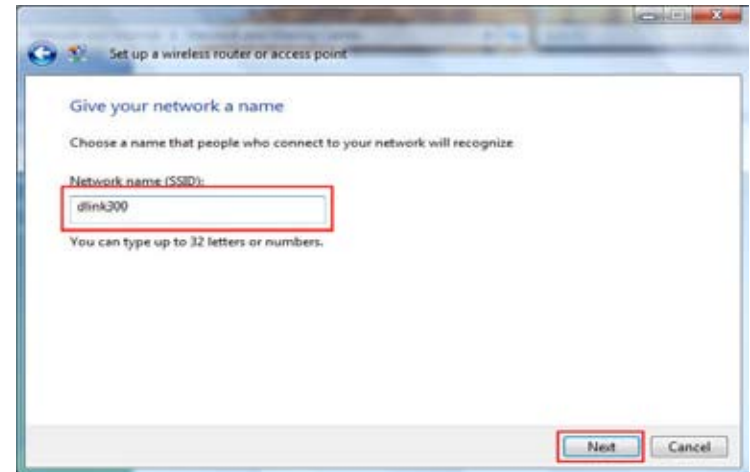 Set up a wireless router or access point
Give your network a name
Choose a name that people who connect to your network will recognize
Network name (SSID):
dlink300
You can type up to 32 letters or numbers.
Next
Cancel